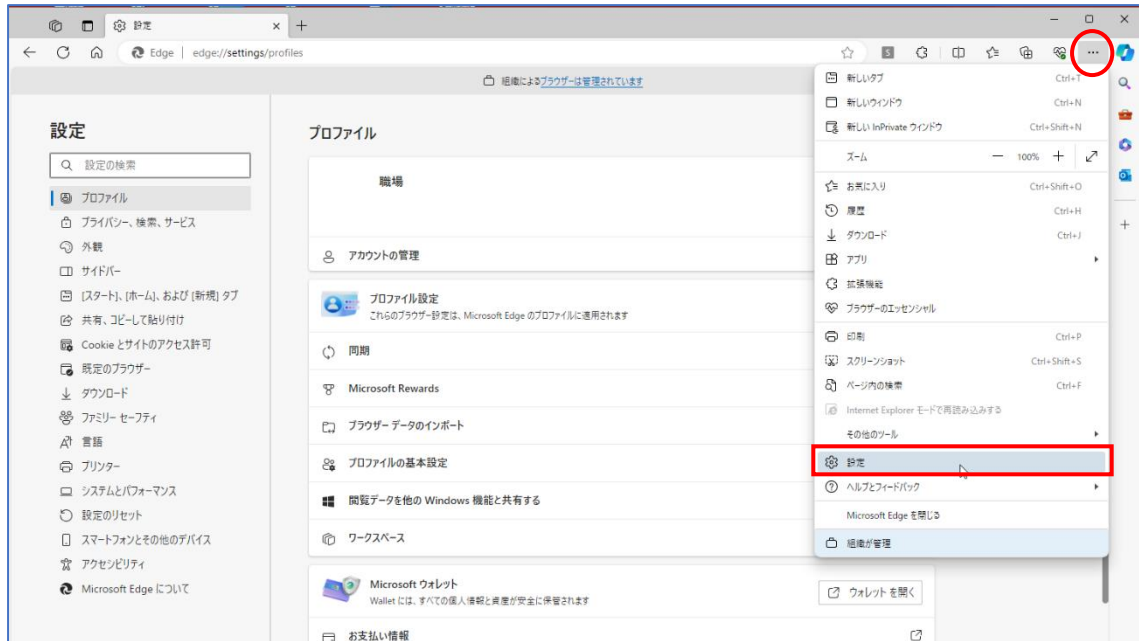 設定
Edge edge://settings/profiles
組織によるブラウザーは管理されています
設定
設定の検索
プロファイル
プライバシー、検索、サービス
外観
サイドバー
[スタート]、[ホーム]、および [新規] タブ
共有、コピーして貼り付け
Cookie とサイトのアクセス許可
既定のブラウザー
ダウンロード
ファミリー セーフティ
言語
プリンター
システムとパフォーマンス
設定のリセット
スマートフォンとその他のデバイス
アクセシビリティ
Microsoft Edge について
プロファイル
職場
アカウントの管理
プロファイル設定
これらのブラウザー設定は、Microsoft Edge のプロファイルに適用されます
同期
Microsoft Rewards
ブラウザー データのインポート
プロファイルの基本設定
閲覧データを他の Windows 機能と共有する
ワークスペース
Microsoft ウォレット
Wallet には、すべての個人情報と資産が安全に保管されます
ウォレットを開く
お支払い情報
新しいタブ Ctrl+T
新しいウィンドウ Ctrl+N
新しい InPrivate ウィンドウ Ctrl+Shift+N
ズーム 100%
お気に入り Ctrl+Shift+O
履歴 Ctrl+H
ダウンロード Ctrl+J
アプリ
拡張機能
ブラウザーのエッセンシャル
印刷 Ctrl+P
スクリーンショット Ctrl+Shift+S
ページ内の検索 Ctrl+F
Internet Explorer モードで再読み込みする
その他のツール
設定
ヘルプとフィードバック
Microsoft Edge を閉じる
組織が管理